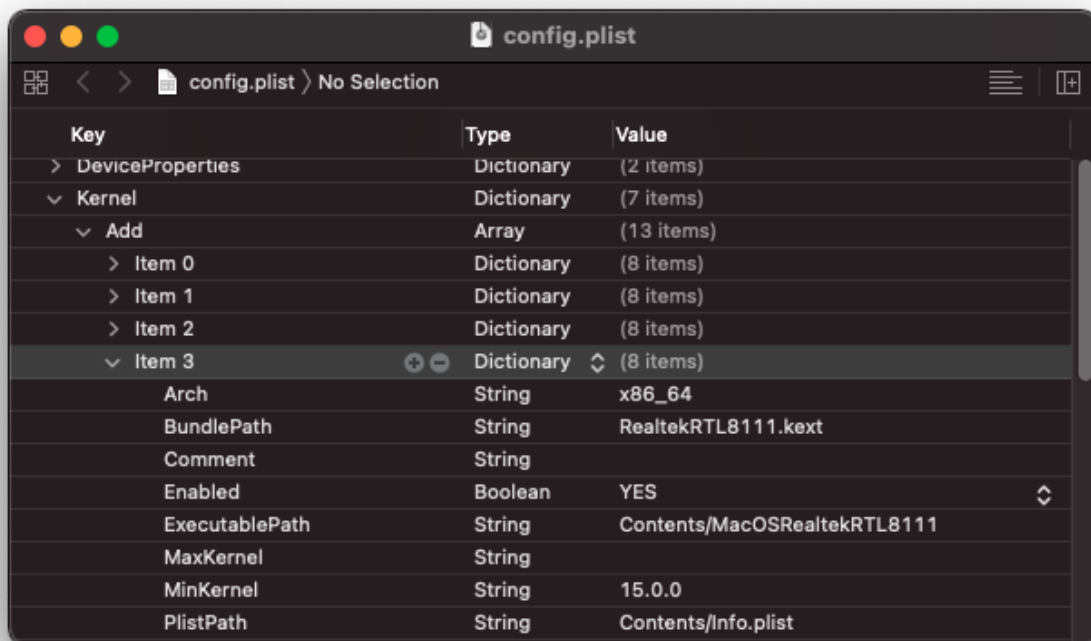 config.plist
config.plist 〉 No Selection
Key Type Value
DeviceProperties Dictionary (2 items)
Kernel Dictionary (7 items)
Add Array (13 items)
Item 0 Dictionary (8 items)
Item 1 Dictionary (8 items)
Item 2 Dictionary (8 items)
Item 3 Dictionary (8 items)
Arch String x86_64
BundlePath String RealtekRTL8111.kext
Comment String
Enabled Boolean YES
ExecutablePath String Contents/MacOSRealtekRTL8111
MaxKernel String
MinKernel String 15.0.0
PlistPath String Contents/Info.plist